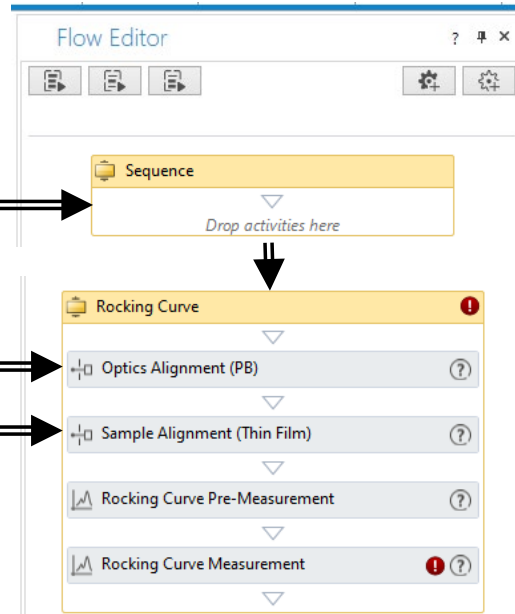 Flow Editor
?
Sequence
Drop activities here
Rocking Curve
Optics Alignment (PB)
?
Sample Alignment (Thin Film)
?
Rocking Curve Pre-Measurement
?
Rocking Curve Measurement
?